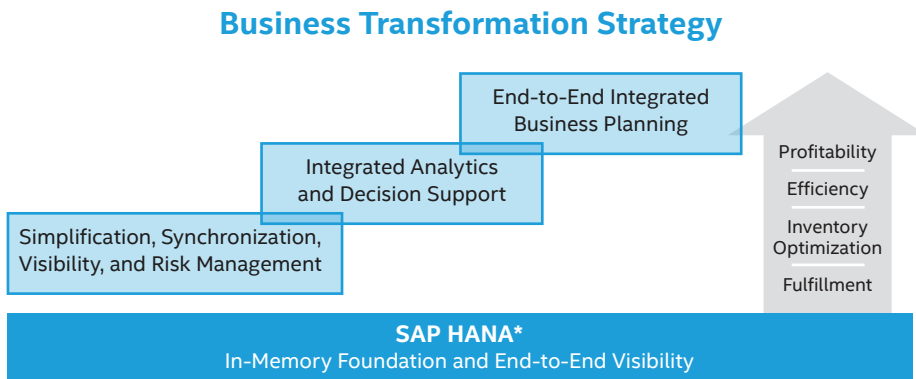 Business Transformation Strategy
End-to-End Integrated
Business Planning
Integrated Analytics
and Decision Support
Simplification, Synchronization,
Visibility, and Risk Management
Profitability
Efficiency
Inventory
Optimization
Fulfillment
SAP HANA*
In-Memory Foundation and End-to-End Visibility